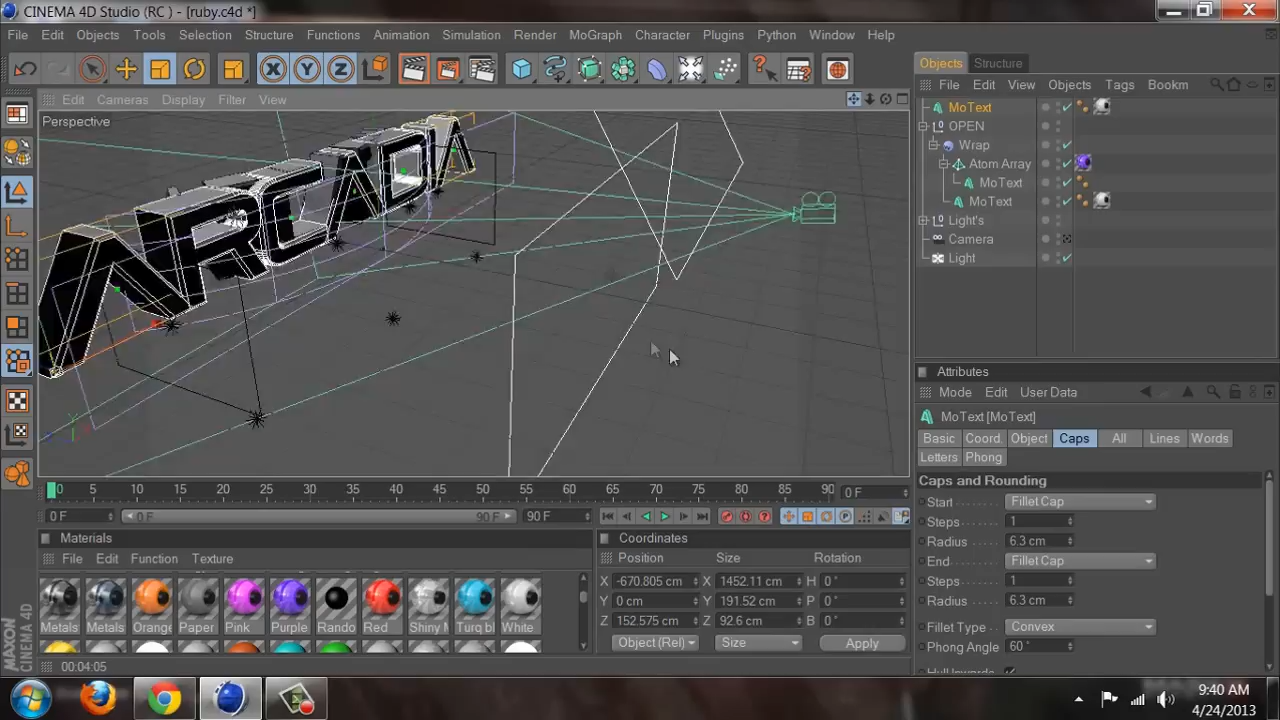 CINEMA 4D Studio (RC ) - [ruby.c4d *]
File Edit Objects Tools Selection Structure Functions Animation Simulation Render MoGraph Character Plugins Python Window Help
X Y Z
Objects Structure
File Edit View Objects Tags Bookm
Edit Cameras Display Filter View
Perspective
ARCADIA
MoText
OPEN
Wrap
Atom Array
MoText
MoText
Light's
Camera
Light
Attributes
Mode Edit User Data
MoText [MoText]
Basic Coord. Object Caps All Lines Words
Letters Phong
Caps and Rounding
Start Fillet Cap
Steps 1
Radius 6.3 cm
End Fillet Cap
Steps 1
Radius 6.3 cm
Fillet Type Convex
Phong Angle 60 °
Hull Inwards
0 5 10 15 20 25 30 35 40 45 50 55 60 65 70 75 80 85 90 0 F
0 F 0 F 90 F 90 F
Materials
File Edit Function Texture
Metals Metals Orange Paper Pink Purple Rando Red Shiny M Turq bl White
Coordinates
Position Size Rotation
X -670.805 cm X 1452.11 cm H 0 °
Y 0 cm Y 191.52 cm P 0 °
Z 152.575 cm Z 92.6 cm B 0 °
Object (Rel) Size Apply
MAXON
CINEMA 4D
00:04:05
9:40 AM
4/24/2013